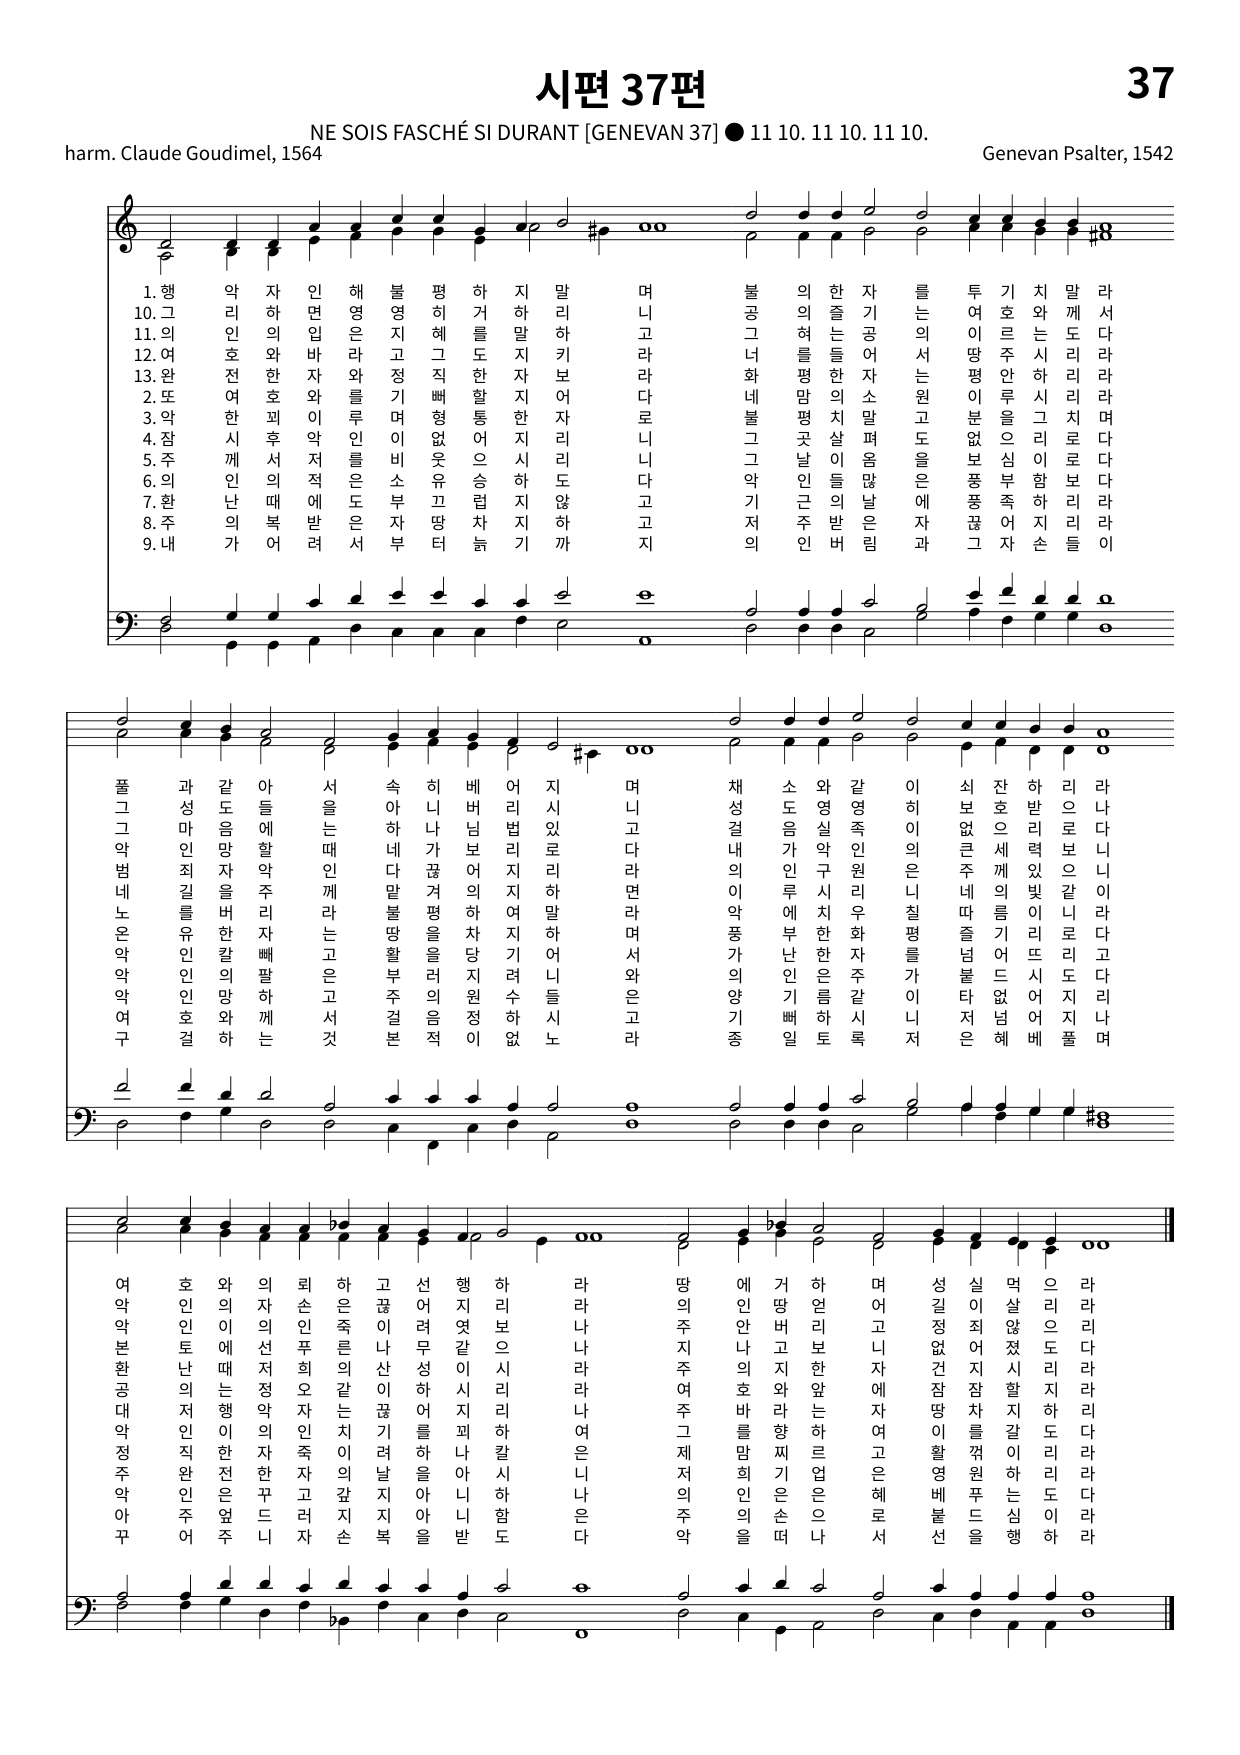 시편 37편
37
NE SOIS FASCHÉ SI DURANT [GENEVAN 37] ● 11 10. 11 10. 11 10.
harm. Claude Goudimel, 1564
Genevan Psalter, 1542
1. 행 악 자 인 해 불 평 하 지 말 며 불 의 한 자 를 투 기 치 말 라
10. 그 리 하 면 영 영 히 거 하 리 니 공 의 즐 기 는 여 호 와 께 서
11. 의 인 의 입 은 지 혜 를 말 하 고 그 혀 는 공 의 이 르 는 도 다
12. 여 호 와 바 라 고 그 도 지 키 라 너 를 들 어 서 땅 주 시 리 라
13. 완 전 한 자 와 정 직 한 자 보 라 화 평 한 자 는 평 안 하 리 라
2. 또 여 호 와 를 기 뻐 할 지 어 다 네 맘 의 소 원 이 루 시 리 라
3. 악 한 꾀 이 루 며 형 통 한 자 로 불 평 치 말 고 분 을 그 치 며
4. 잠 시 후 악 인 이 없 어 지 리 니 그 곳 살 펴 도 없 으 리 로 다
5. 주 께 서 저 를 비 웃 으 시 리 니 그 날 이 옴 을 보 심 이 로 다
6. 의 인 의 적 은 소 유 승 하 도 다 악 인 들 많 은 풍 부 함 보 다
7. 환 난 때 에 도 부 끄 럽 지 않 고 기 근 의 날 에 풍 족 하 리 라
8. 주 의 복 받 은 자 땅 차 지 하 고 저 주 받 은 자 끊 어 지 리 라
9. 내 가 어 려 서 부 터 늙 기 까 지 의 인 버 림 과 그 자 손 들 이
풀 과 같 아 서 속 히 베 어 지 며 채 소 와 같 이 쇠 잔 하 리 라
그 성 도 들 을 아 니 버 리 시 니 성 도 영 영 히 보 호 받 으 나
그 마 음 에 는 하 나 님 법 있 고 걸 음 실 족 이 없 으 리 로 다
악 인 망 할 때 네 가 보 리 로 다 내 가 악 인 의 큰 세 력 보 니
범 죄 자 악 인 다 끊 어 지 리 라 의 인 구 원 은 주 께 있 으 니
네 길 을 주 께 맡 겨 의 지 하 면 이 루 시 리 니 네 의 빛 같 이
노 를 버 리 라 불 평 하 여 말 라 악 에 치 우 칠 따 름 이 니 라
온 유 한 자 는 땅 을 차 지 하 며 풍 부 한 화 평 즐 기 리 로 다
악 인 칼 빼 고 활 을 당 기 어 서 가 난 한 자 를 넘 어 뜨 리 고
악 인 의 팔 은 부 러 지 려 니 와 의 인 은 주 가 붙 드 시 도 다
악 인 망 하 고 주 의 원 수 들 은 양 기 름 같 이 타 없 어 지 리
여 호 와 께 서 걸 음 정 하 시 고 기 뻐 하 시 니 저 넘 어 지 나
구 걸 하 는 것 본 적 이 없 노 라 종 일 토 록 저 은 혜 베 풀 며
여 호 와 의 뢰 하 고 선 행 하 라 땅 에 거 하 며 성 실 먹 으 라
악 인 의 자 손 은 끊 어 지 리 라 의 인 땅 얻 어 길 이 살 리 라
악 인 이 의 인 죽 이 려 엿 보 나 주 안 버 리 고 정 죄 않 으 리
본 토 에 선 푸 른 나 무 같 으 나 지 나 고 보 니 없 어 졌 도 다
환 난 때 저 희 의 산 성 이 시 라 주 의 지 한 자 건 지 시 리 라
공 의 는 정 오 같 이 하 시 리 라 여 호 와 앞 에 잠 잠 할 지 라
대 저 행 악 자 는 끊 어 지 리 나 주 바 라 는 자 땅 차 지 하 리
악 인 이 의 인 치 기 를 꾀 하 여 그 를 향 하 여 이 를 갈 도 다
정 직 한 자 죽 이 려 하 나 칼 은 제 맘 찌 르 고 활 꺾 이 리 라
주 완 전 한 자 의 날 을 아 시 니 저 희 기 업 은 영 원 하 리 라
악 인 은 꾸 고 갚 지 아 니 하 나 의 인 은 은 혜 베 푸 는 도 다
아 주 엎 드 러 지 지 아 니 함 은 주 의 손 으 로 붙 드 심 이 라
꾸 어 주 니 자 손 복 을 받 도 다 악 을 떠 나 서 선 을 행 하 라